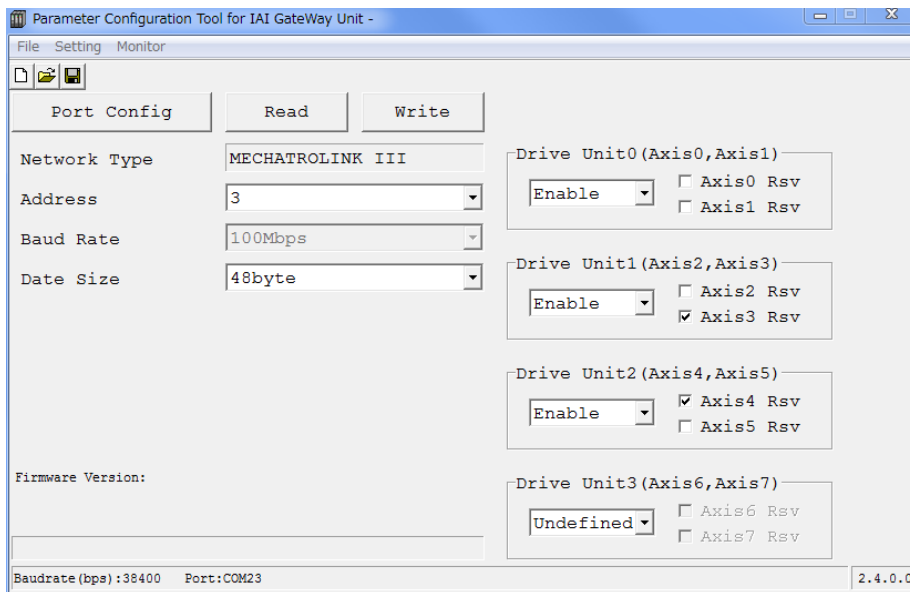 Parameter Configuration Tool for IAI GateWay Unit -
File Setting Monitor
Port Config Read Write
Network Type MECHATROLINK III
Address 3
Baud Rate 100Mbps
Date Size 48byte
Firmware Version:
Drive Unit0(Axis0,Axis1)
Enable
Axis0 Rsv
Axis1 Rsv
Drive Unit1(Axis2,Axis3)
Enable
Axis2 Rsv
Axis3 Rsv
Drive Unit2(Axis4,Axis5)
Enable
Axis4 Rsv
Axis5 Rsv
Drive Unit3(Axis6,Axis7)
Undefined
Axis6 Rsv
Axis7 Rsv
Baudrate(bps):38400 Port:COM23 2.4.0.0